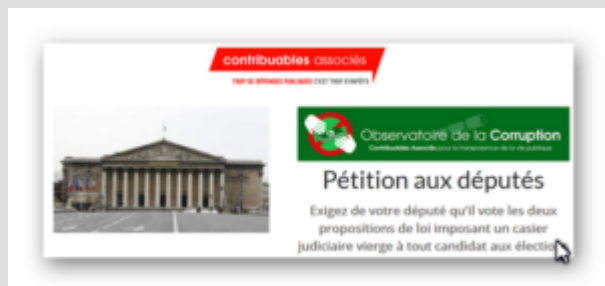 contribuables associés
TROP DE DÉPENSES PUBLIQUES C'EST TROP D'IMPÔTS
Observatoire de la Corruption
Contribuables Associés pour la transparence de la vie publique
Pétition aux députés
Exigez de votre député qu'il vote les deux
propositions de loi imposant un casier
judiciaire vierge à tout candidat aux